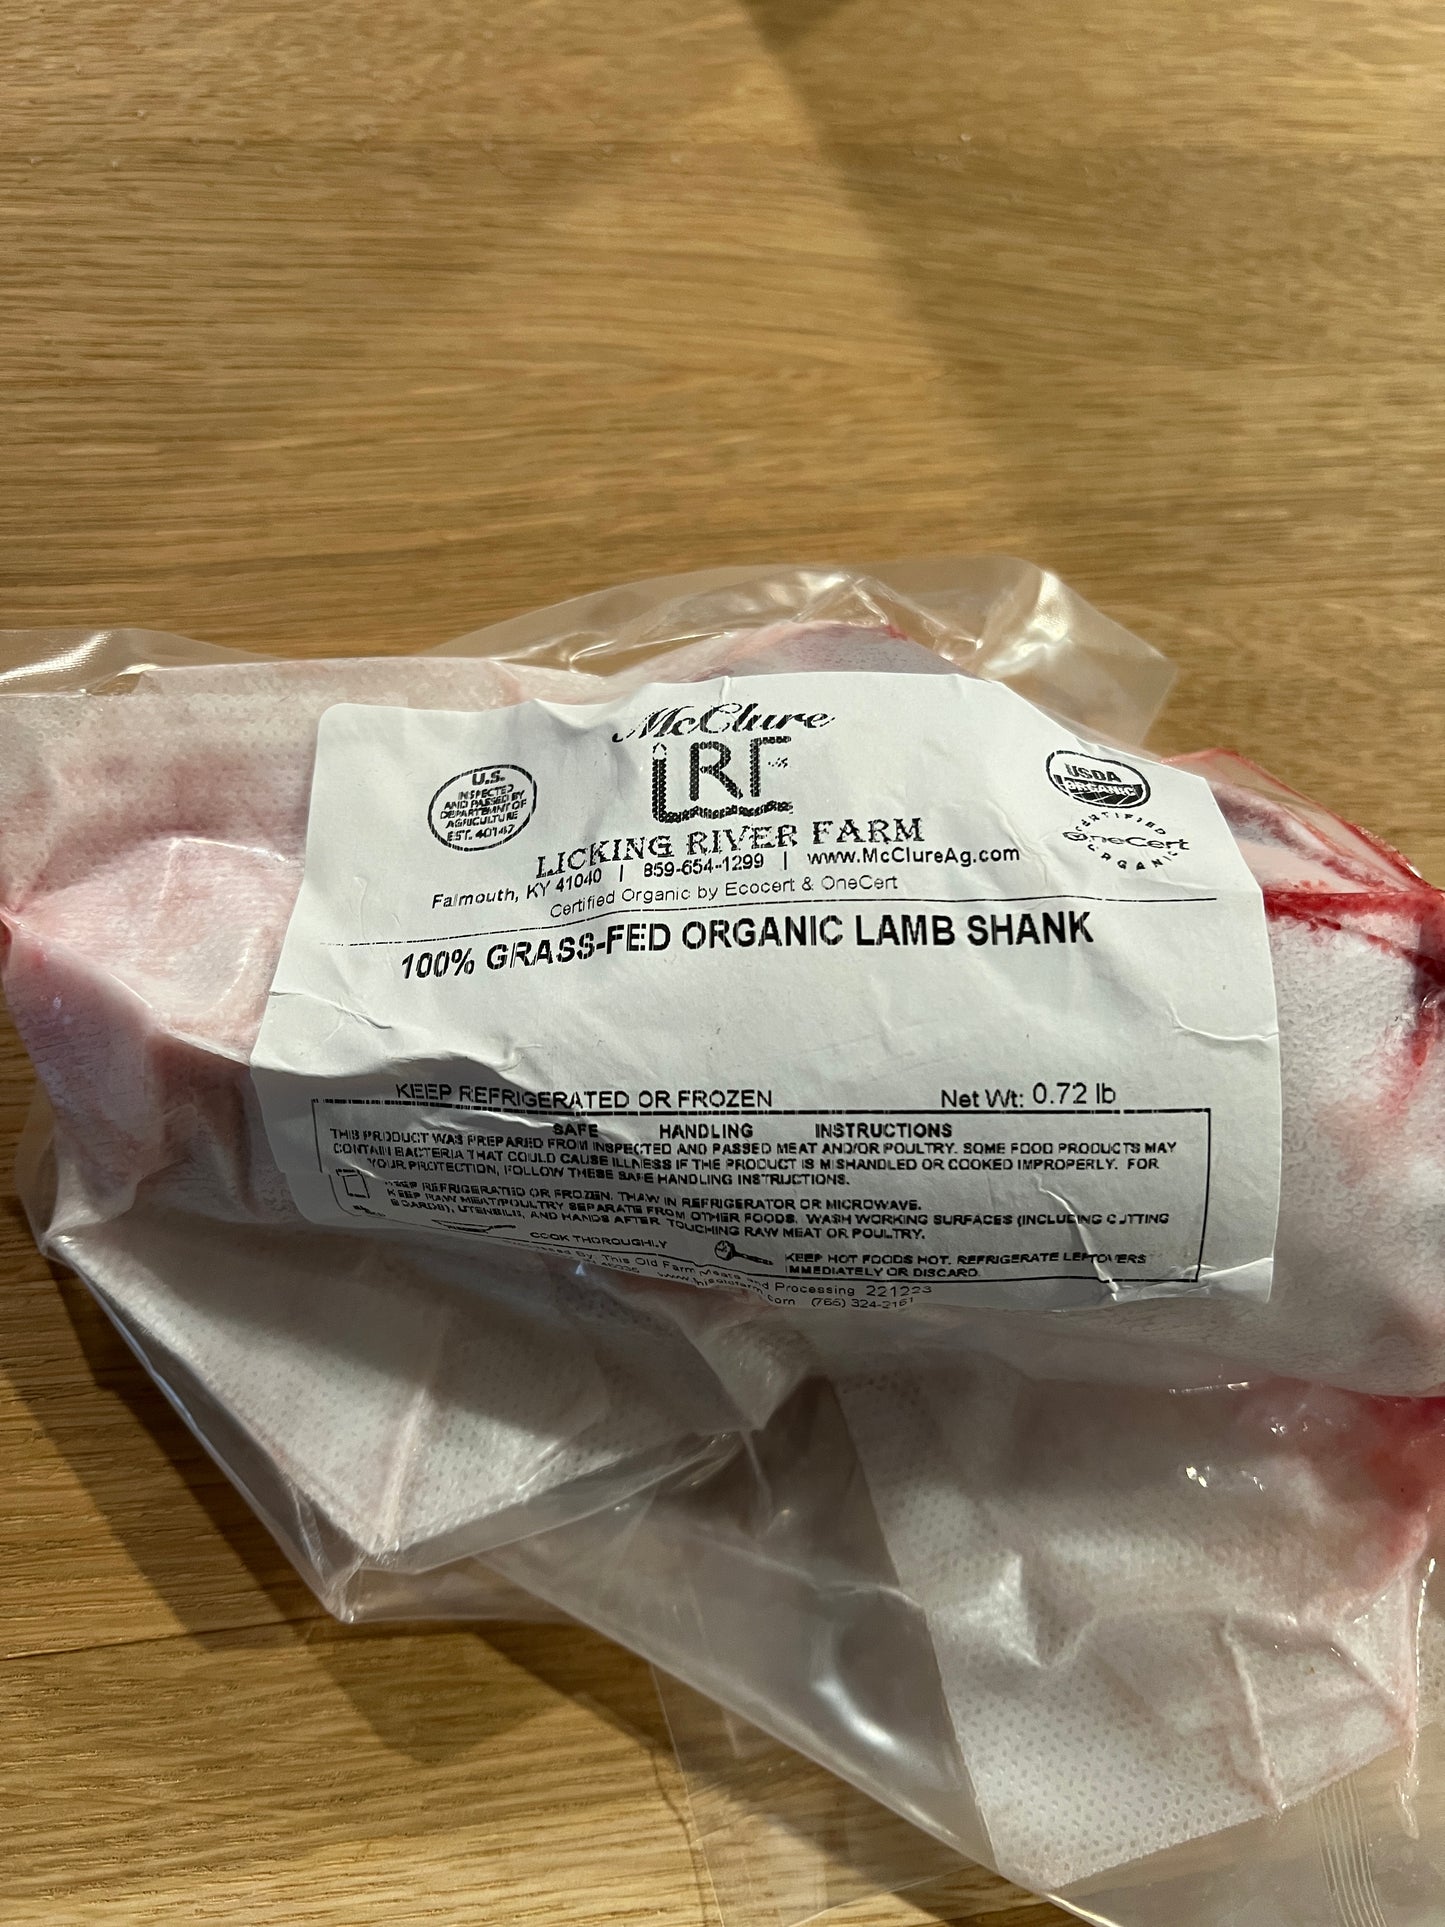 McClure
LRF
LICKING RIVER FARM
Falmouth, KY 41040 | 859-654-1299 | www.McClureAg.com
Certified Organic by Ecocert & OneCert
U.S.
INSPECTED
AND PASSED BY
DEPARTMENT OF
AGRICULTURE
EST. 40147
USDA
ORGANIC
CERTIFIED
OneCert
ORGANIC
100% GRASS-FED ORGANIC LAMB SHANK
KEEP REFRIGERATED OR FROZEN
Net Wt: 0.72 lb
SAFE HANDLING INSTRUCTIONS
THIS PRODUCT WAS PREPARED FROM INSPECTED AND PASSED MEAT AND/OR POULTRY. SOME FOOD PRODUCTS MAY
CONTAIN BACTERIA THAT COULD CAUSE ILLNESS IF THE PRODUCT IS MISHANDLED OR COOKED IMPROPERLY. FOR
YOUR PROTECTION, FOLLOW THESE SAFE HANDLING INSTRUCTIONS.
KEEP REFRIGERATED OR FROZEN. THAW IN REFRIGERATOR OR MICROWAVE.
KEEP RAW MEAT/POULTRY SEPARATE FROM OTHER FOODS. WASH WORKING SURFACES (INCLUDING CUTTING
BOARDS), UTENSILS, AND HANDS AFTER TOUCHING RAW MEAT OR POULTRY.
COOK THOROUGHLY
KEEP HOT FOODS HOT. REFRIGERATE LEFTOVERS
IMMEDIATELY OR DISCARD.
By: This Old Farm Meats and Processing 221223
(765) 324-2161